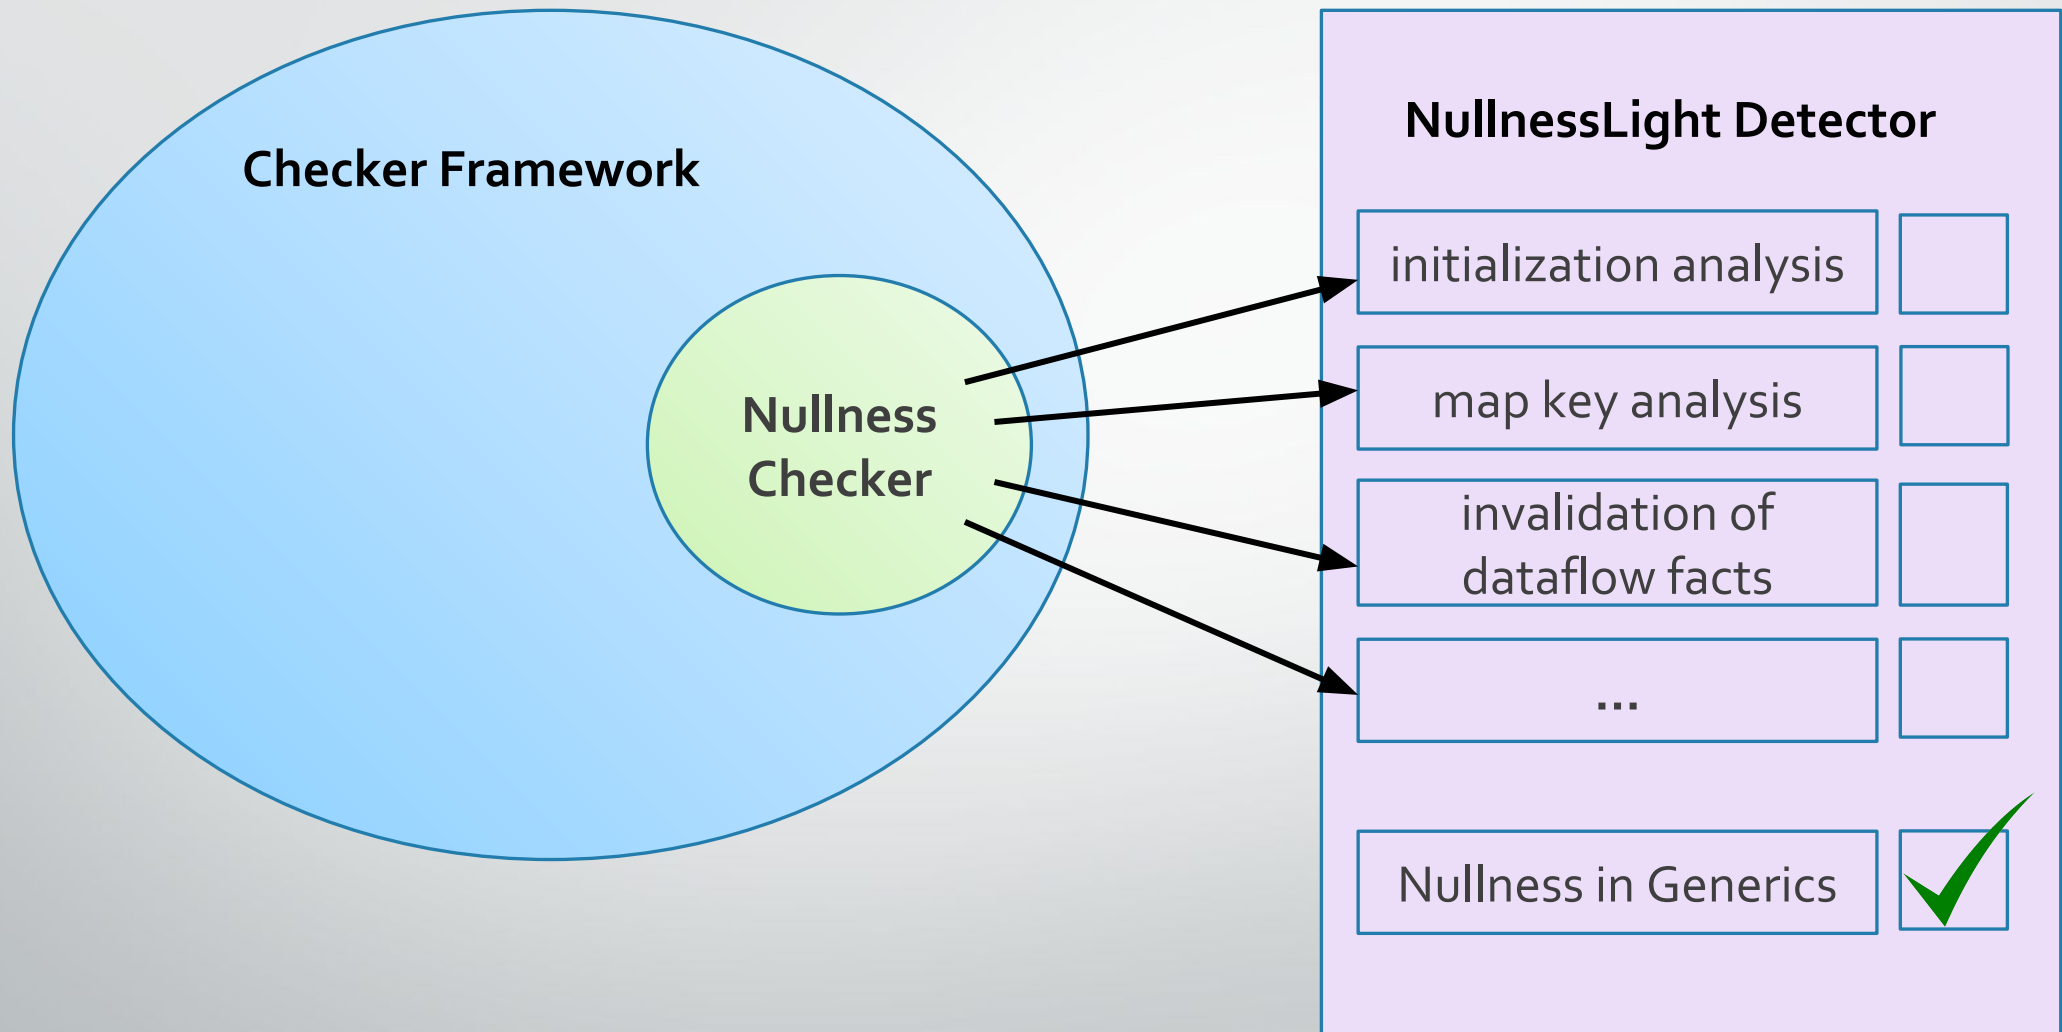 Checker Framework
Nullness
Checker
NullnessLight Detector
initialization analysis
map key analysis
invalidation of
dataflow facts
...
Nullness in Generics